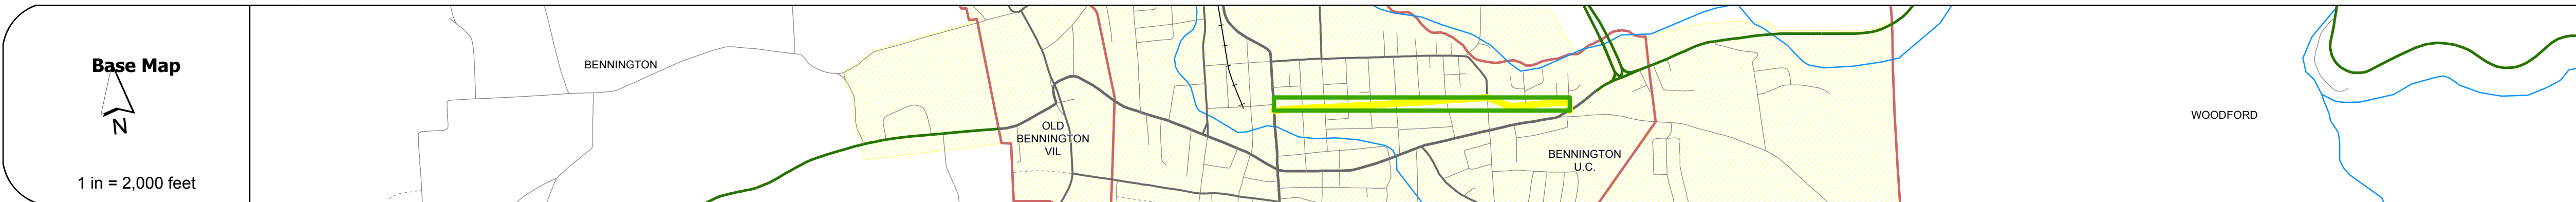 Base Map
N
1 in = 2,000 feet
BENNINGTON
OLD
BENNINGTON
VIL
BENNINGTON
U.C.
WOODFORD